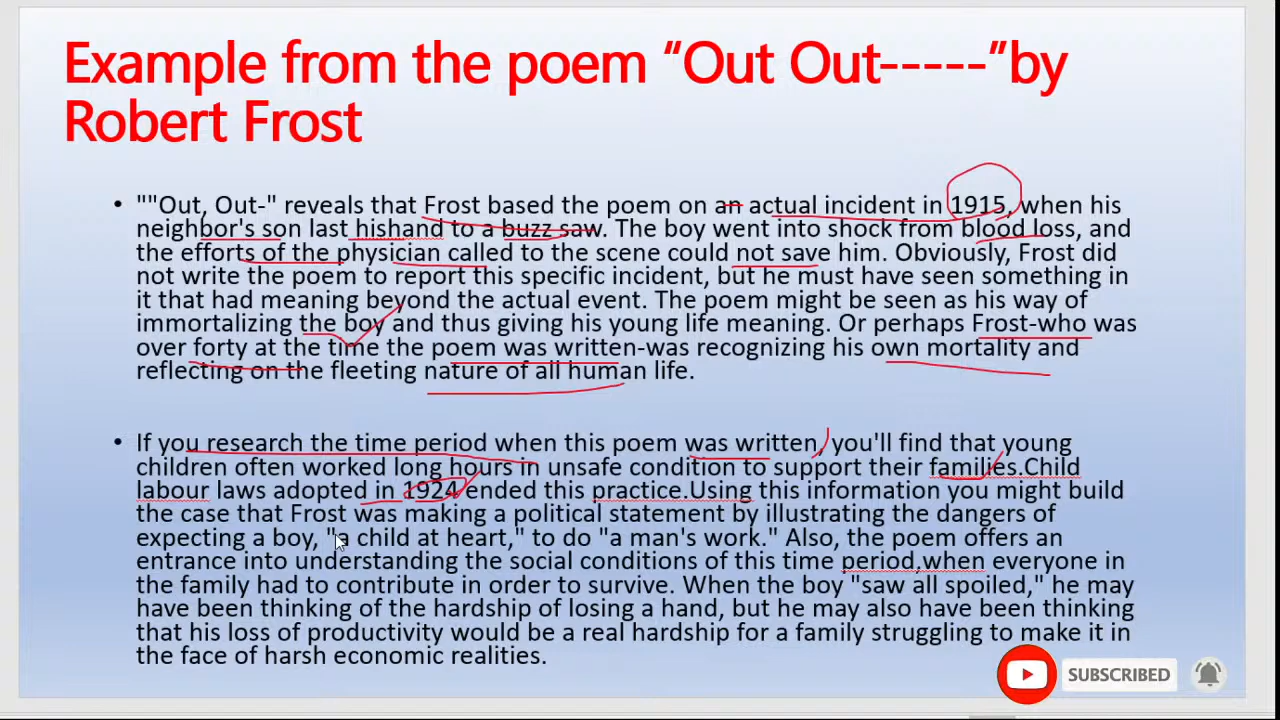 Example from the poem “Out Out-----”by
Robert Frost
• ""Out, Out-" reveals that Frost based the poem on an actual incident in 1915, when his
neighbor's son last hishand to a buzz saw. The boy went into shock from blood loss, and
the efforts of the physician called to the scene could not save him. Obviously, Frost did
not write the poem to report this specific incident, but he must have seen something in
it that had meaning beyond the actual event. The poem might be seen as his way of
immortalizing the boy and thus giving his young life meaning. Or perhaps Frost-who was
over forty at the time the poem was written-was recognizing his own mortality and
reflecting on the fleeting nature of all human life.
• If you research the time period when this poem was written, you'll find that young
children often worked long hours in unsafe condition to support their families.Child
labour laws adopted in 1924 ended this practice.Using this information you might build
the case that Frost was making a political statement by illustrating the dangers of
expecting a boy, "a child at heart," to do "a man's work." Also, the poem offers an
entrance into understanding the social conditions of this time period,when everyone in
the family had to contribute in order to survive. When the boy "saw all spoiled," he may
have been thinking of the hardship of losing a hand, but he may also have been thinking
that his loss of productivity would be a real hardship for a family struggling to make it in
the face of harsh economic realities.
SUBSCRIBED